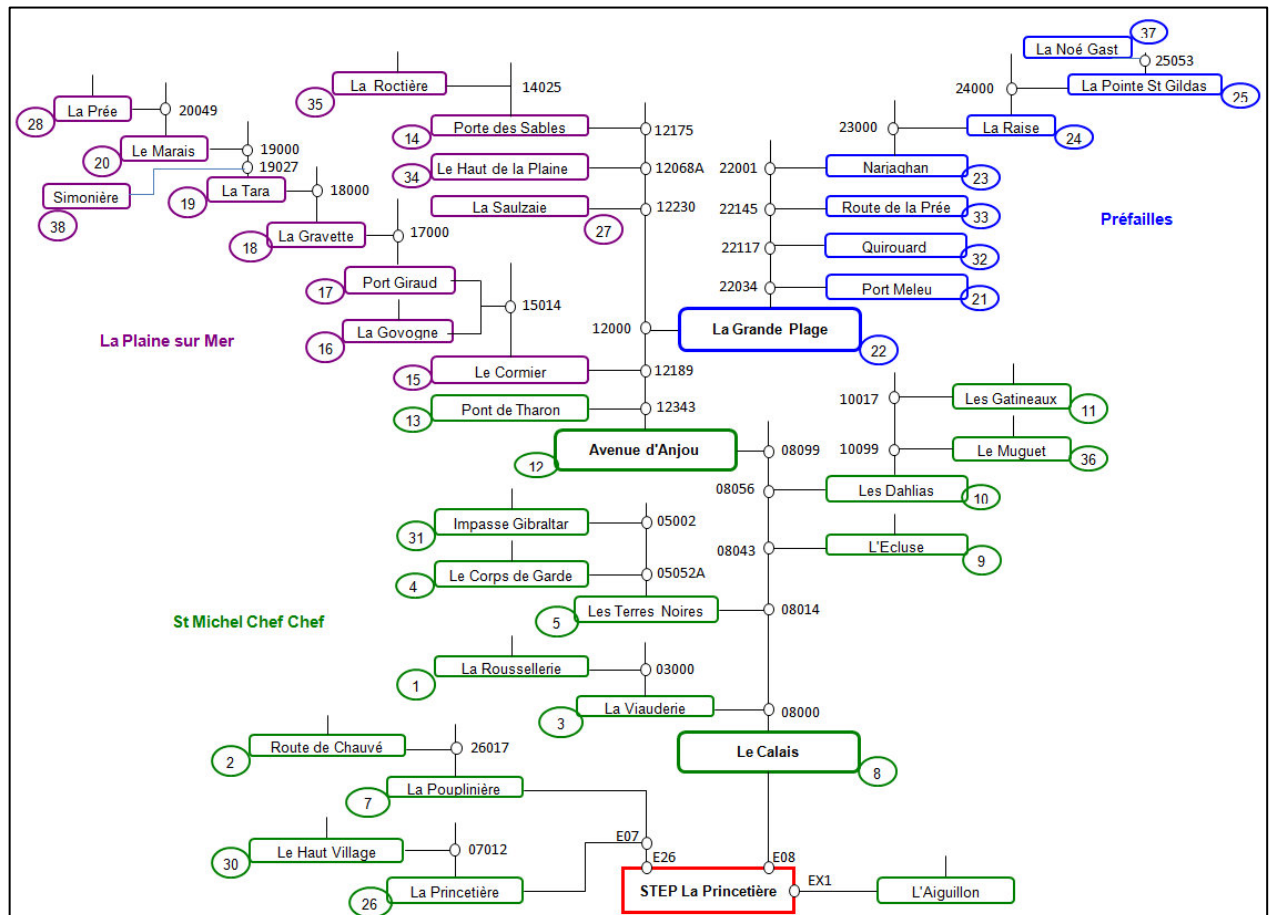 37
La Noé Gast
25053
La Roctière
14025
24000
La Pointe St Gildas
La Prée
20049
35
25
28
14
Porte des Sables
12175
23000
La Raise
24
Le Marais
19000
20
19027
34
Le Haut de la Plaine
12068A
22001
Narjaghan
23
Simonière
La Tara
18000
19
38
La Saulzaie
12230
22145
Route de la Prée
33
Préfailles
27
18
La Gravette
17000
22117
Quirouard
32
17
Port Giraud
22034
Port Meleu
21
15014
La Plaine sur Mer
La Govogne
12000
La Grande Plage
16
22
Le Cormier
12189
15
10017
Les Gatineaux
11
13
Pont de Tharon
12343
Avenue d'Anjou
08099
10099
Le Muguet
36
12
08056
Les Dahlias
10
31
Impasse Gibraltar
05002
08043
L'Ecluse
9
4
Le Corps de Garde
05052A
Les Terres Noires
08014
St Michel Chef Chef
5
La Roussellerie
03000
1
La Viauderie
08000
3
Route de Chauvé
26017
Le Calais
2
8
La Pouplinière
7
E07
Le Haut Village
07012
30
E26
E08
La Princetière
STEP La Princetière
EX1
L'Aiguillon
26